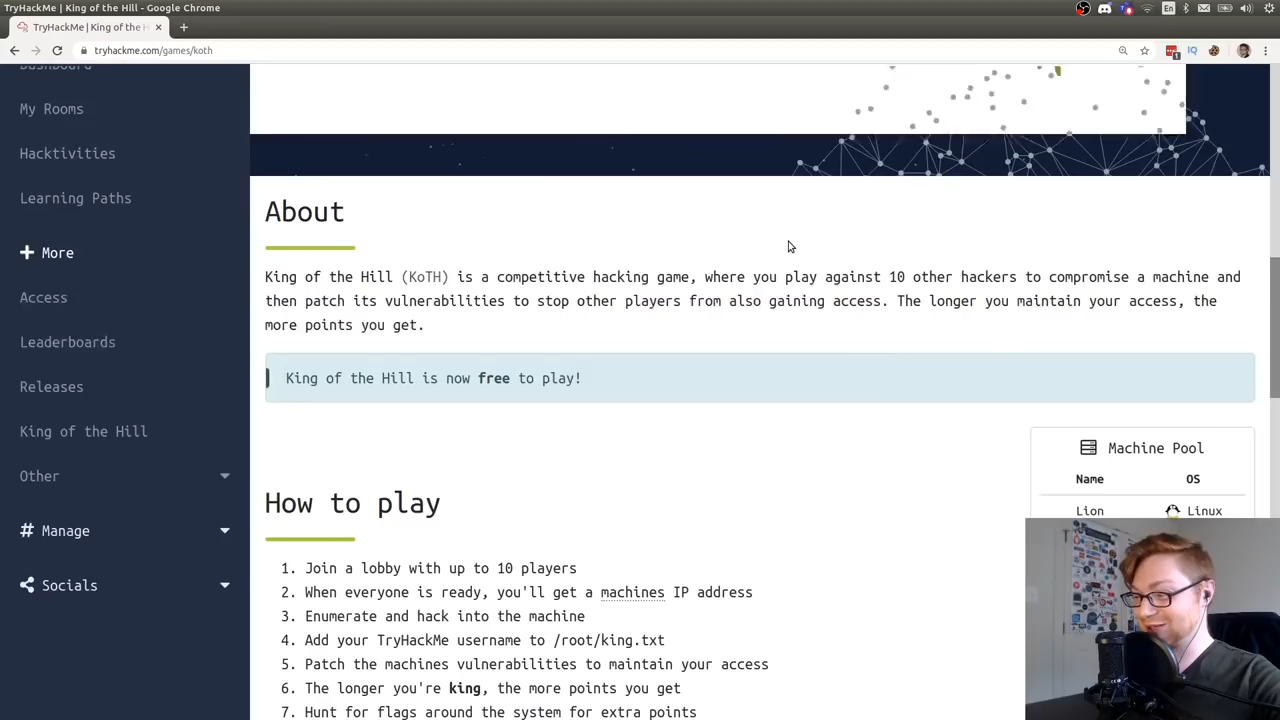 TryHackMe | King of the Hill - Google Chrome
En
TryHackMe | King of the H
tryhackme.com/games/koth
1
IQ
Dashboard
My Rooms
Hacktivities
Learning Paths
More
Access
Leaderboards
Releases
King of the Hill
Other
Manage
Socials
About
King of the Hill (KoTH) is a competitive hacking game, where you play against 10 other hackers to compromise a machine and
then patch its vulnerabilities to stop other players from also gaining access. The longer you maintain your access, the
more points you get.
King of the Hill is now free to play!
Machine Pool
Name OS
Lion Linux
How to play
1. Join a lobby with up to 10 players
2. When everyone is ready, you'll get a machines IP address
3. Enumerate and hack into the machine
4. Add your TryHackMe username to /root/king.txt
5. Patch the machines vulnerabilities to maintain your access
6. The longer you're king, the more points you get
7. Hunt for flags around the system for extra points